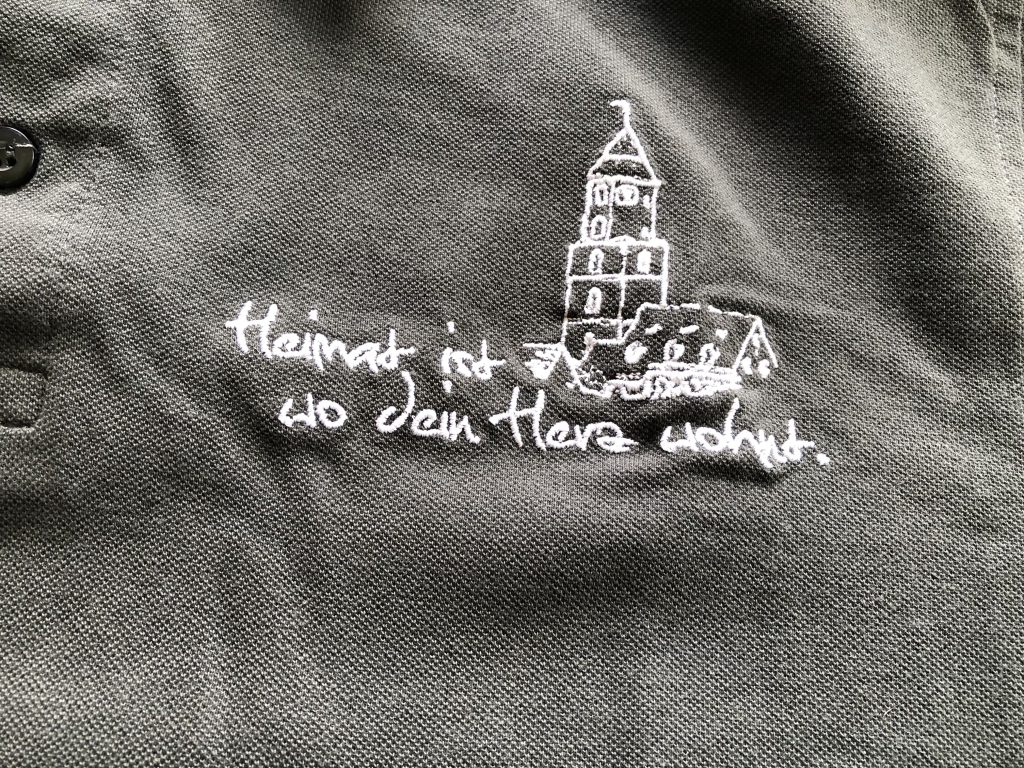 Heimat ist
wo dein Herz wohnt.